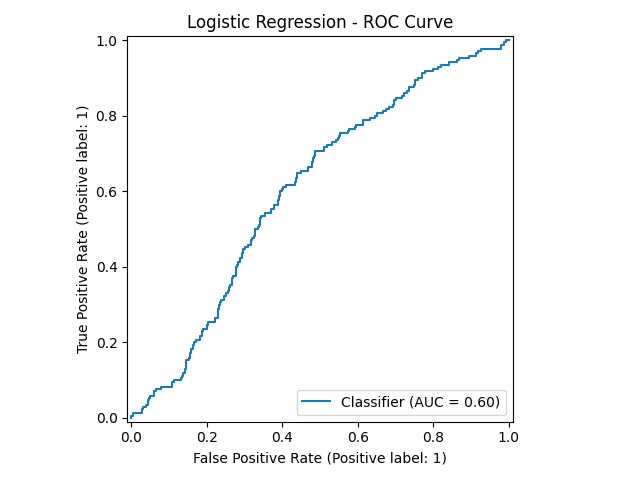 Logistic Regression - ROC Curve
1.0
0.8
0.6
0.4
0.2
0.0
True Positive Rate (Positive label: 1)
Classifier (AUC = 0.60)
0.0 0.2 0.4 0.6 0.8 1.0
False Positive Rate (Positive label: 1)